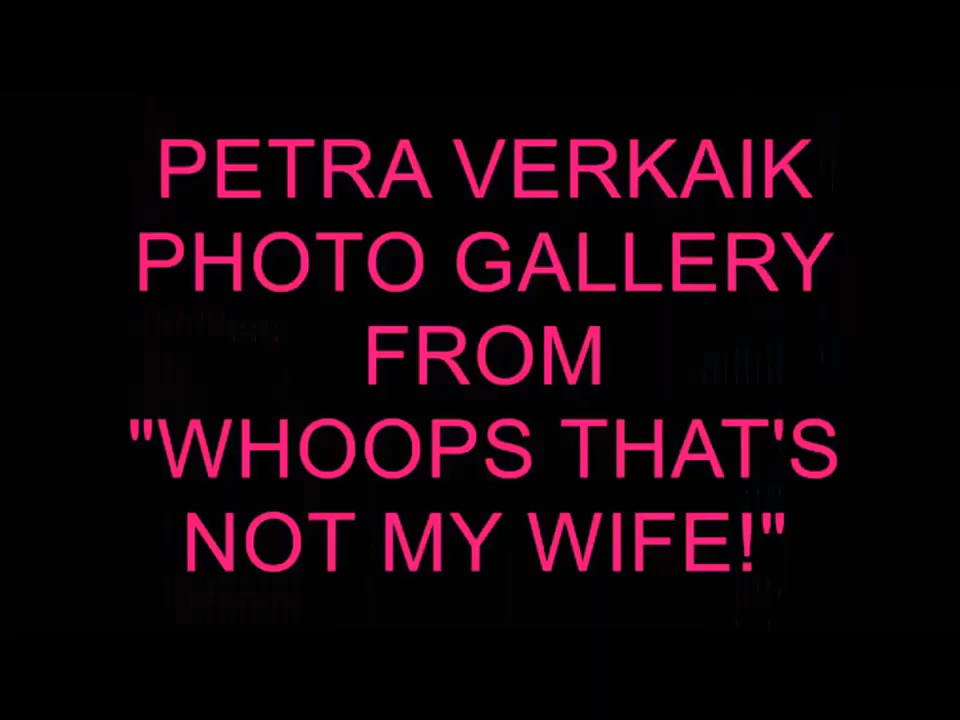 PETRA VERKAIK
PHOTO GALLERY
FROM
"WHOOPS THAT'S
NOT MY WIFE!"